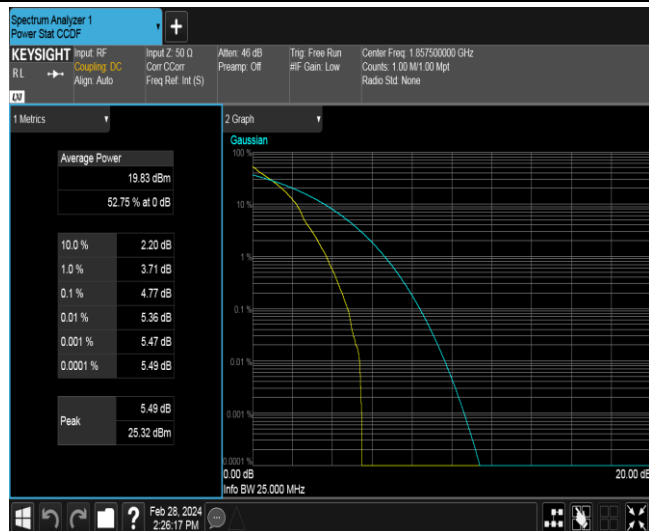 Spectrum Analyzer 1
Power Stat CCDF
+
KEYSIGHT
RL
Input: RF
Coupling: DC
Align: Auto
Input Z: 50 Ω
Corr CCorr
Freq Ref: Int (S)
Atten: 46 dB
Preamp: Off
Trig: Free Run
#IF Gain: Low
Center Freq: 1.857500000 GHz
Counts: 1.00 M/1.00 Mpt
Radio Std: None
1 Metrics
Average Power
19.83 dBm
52.75 % at 0 dB
10.0 % 2.20 dB
1.0 % 3.71 dB
0.1 % 4.77 dB
0.01 % 5.36 dB
0.001 % 5.47 dB
0.0001 % 5.49 dB
Peak
5.49 dB
25.32 dBm
2 Graph
Gaussian
100 %
10 %
1 %
0.1 %
0.01 %
0.001 %
0.0001 %
0.00 dB 20.00 dB
Info BW 25.000 MHz
?
Feb 28, 2024
2:26:17 PM